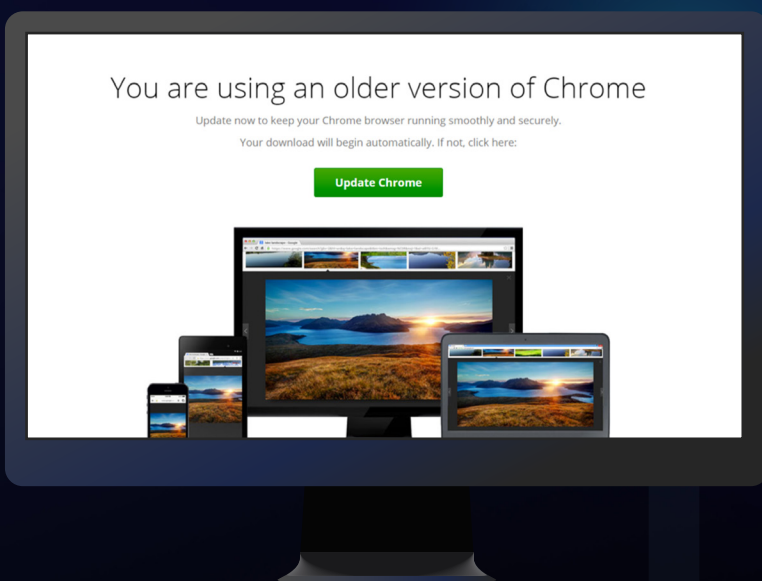 You are using an older version of Chrome
Update now to keep your Chrome browser running smoothly and securely.
Your download will begin automatically. If not, click here:
Update Chrome